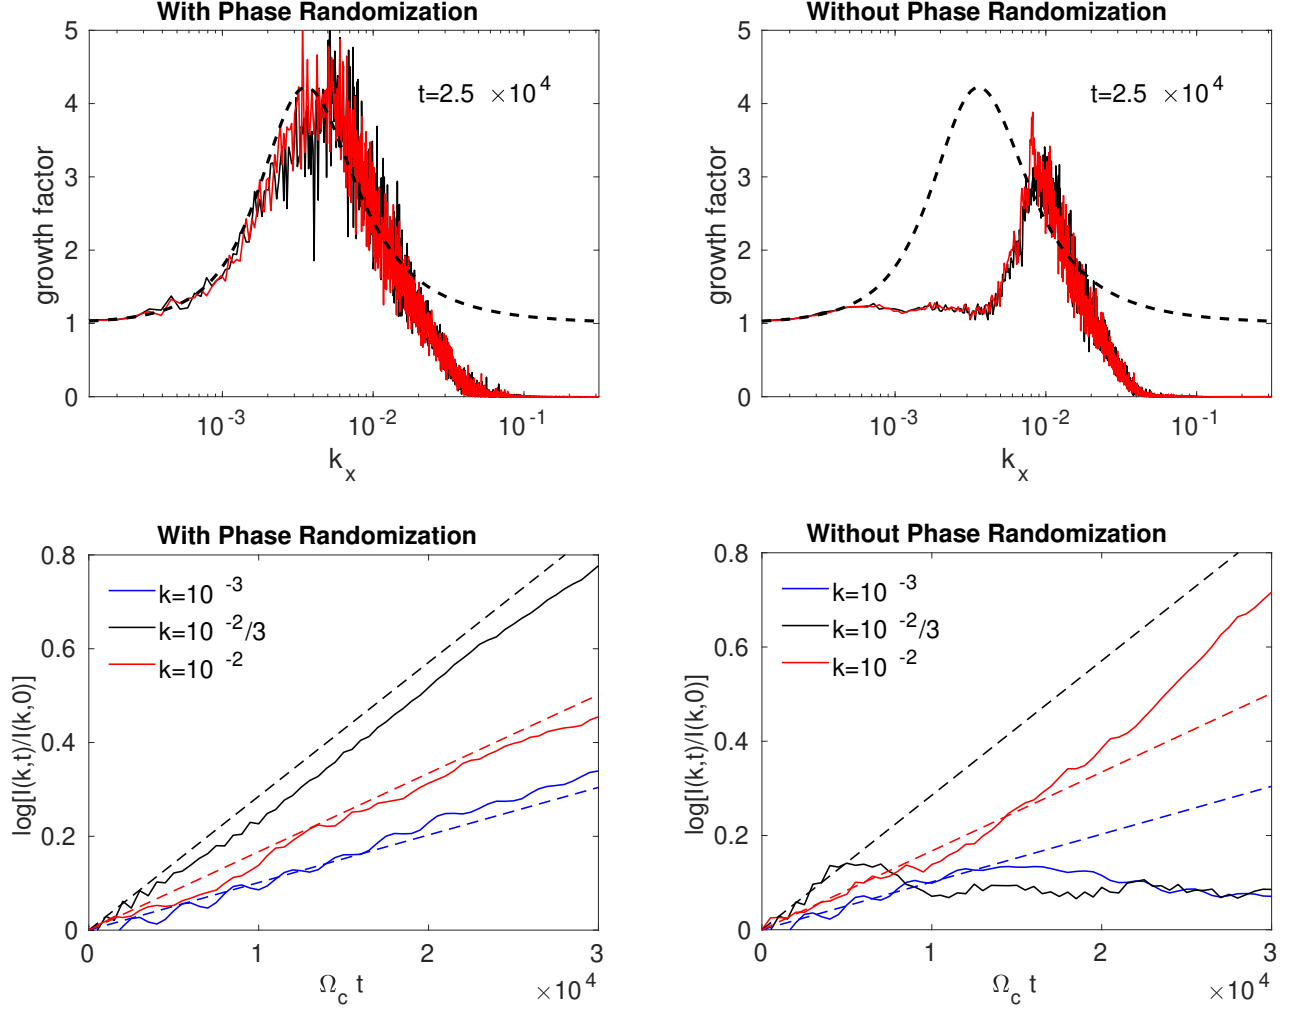 With Phase Randomization
Without Phase Randomization
5
4
3
2
1
0
growth factor
t=2.5 ×10^4
10^-3
10^-2
10^-1
k_x
5
4
3
2
1
0
growth factor
t=2.5 ×10^4
10^-3
10^-2
10^-1
k_x
With Phase Randomization
Without Phase Randomization
0.8
0.6
0.4
0.2
0
log[I(k,t)/I(k,0)]
k=10^-3
k=10^-2/3
k=10^-2
0
1
2
3
Ω_c t
×10^4
0.8
0.6
0.4
0.2
0
log[I(k,t)/I(k,0)]
k=10^-3
k=10^-2/3
k=10^-2
0
1
2
3
Ω_c t
×10^4